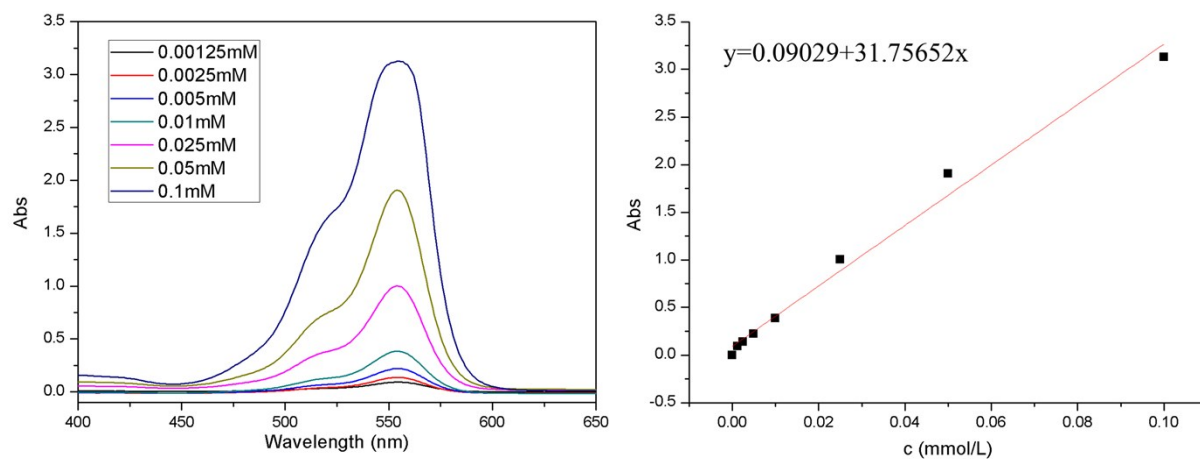 3.5
3.0
2.5
2.0
1.5
1.0
0.5
0.0
Abs
0.00125mM
0.0025mM
0.005mM
0.01mM
0.025mM
0.05mM
0.1mM
400
450
500
550
600
650
Wavelength (nm)
3.5
3.0
2.5
2.0
1.5
1.0
0.5
0.0
-0.5
Abs
y=0.09029+31.75652x
0.00
0.02
0.04
0.06
0.08
0.10
c (mmol/L)